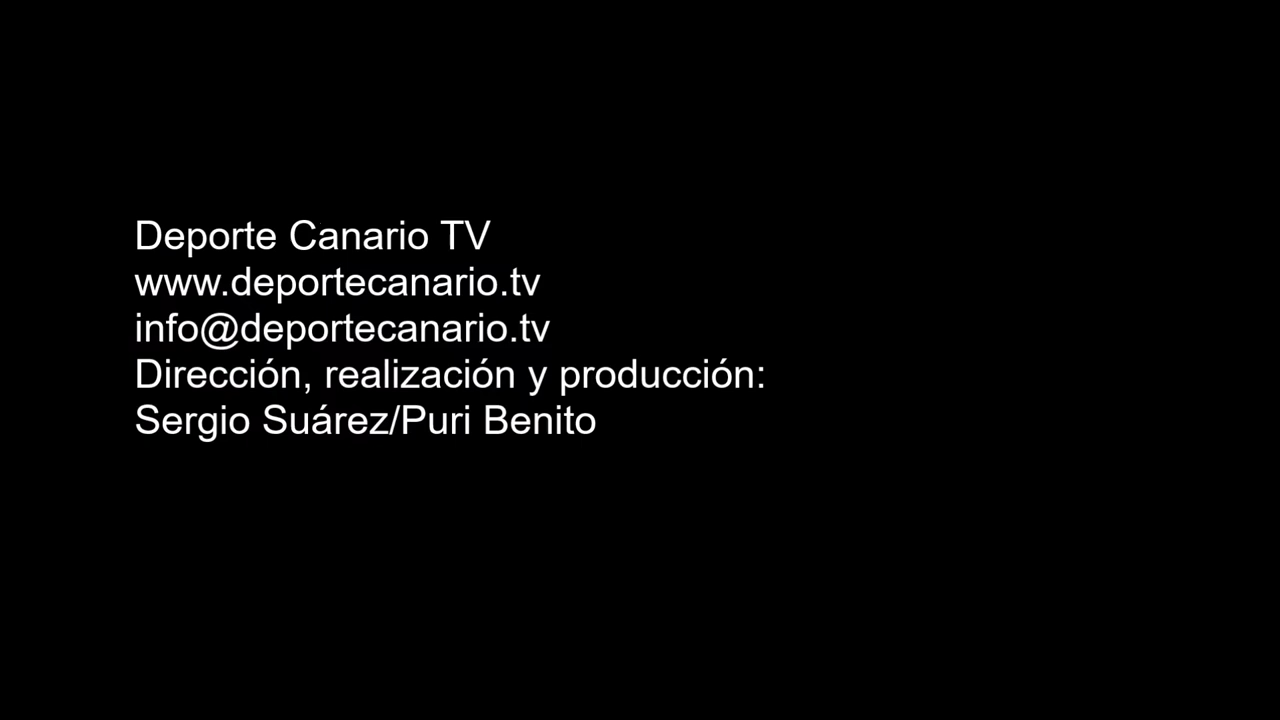 Deporte Canario TV
www.deportecanario.tv
info@deportecanario.tv
Dirección, realización y producción:
Sergio Suárez/Puri Benito